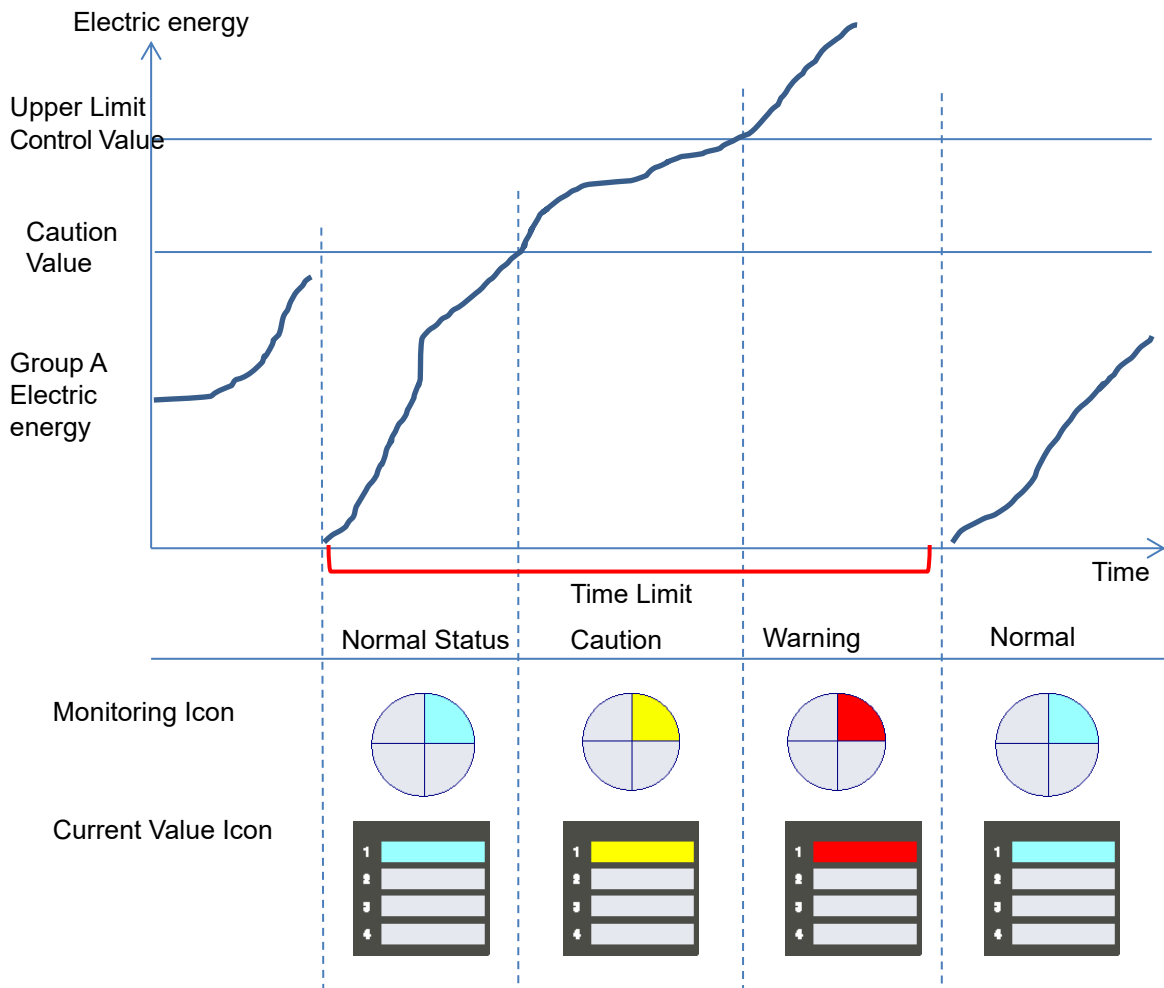 Electric energy
Upper Limit
Control Value
Caution
Value
Group A
Electric
energy
Time
Time Limit
Normal Status Caution Warning Normal
Monitoring Icon
Current Value Icon
1 1 1 1
2 2 2 2
3 3 3 3
4 4 4 4